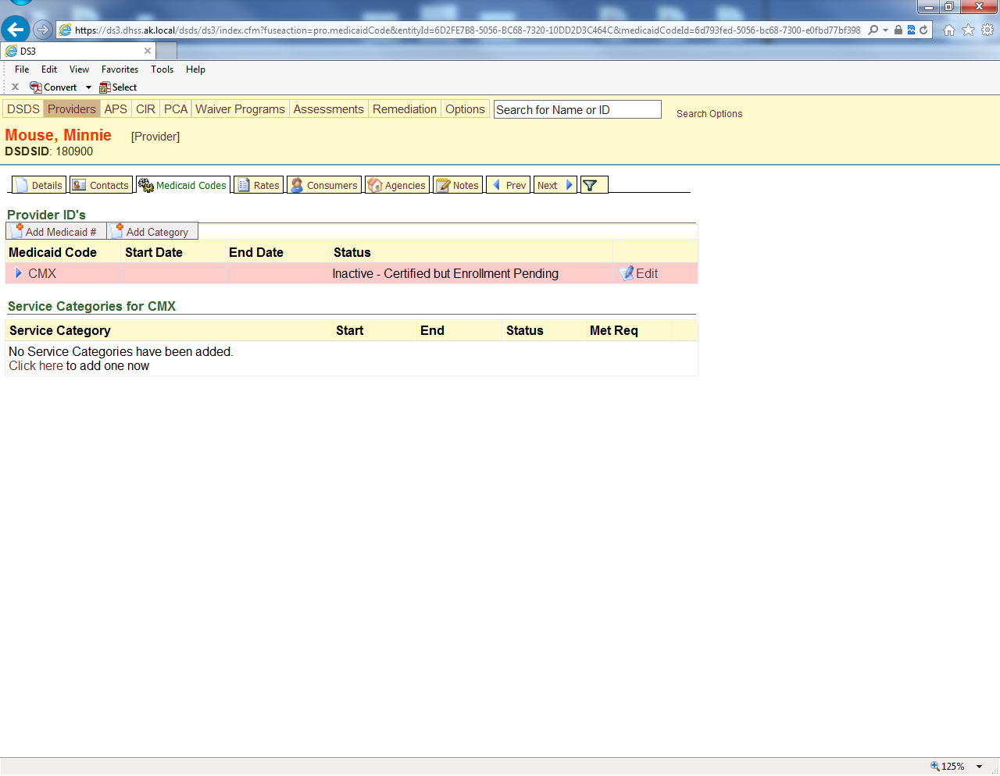 https://ds3.dhss.ak.local/dsds/ds3/index.cfm?fuseaction=pro.medicaidCode&entityId=6D2FE7B8-5056-BC68-7320-10DD2D3C464C&medicaidCodeId=6d793fed-5056-bc68-7300-e0fbd77bf398
DS3
File Edit View Favorites Tools Help
Convert Select
DSDS Providers APS CIR PCA Waiver Programs Assessments Remediation Options Search for Name or ID Search Options
Mouse, Minnie [Provider]
DSDSID: 180900
Details Contacts Medicaid Codes Rates Consumers Agencies Notes Prev Next
Provider ID's
Add Medicaid # Add Category
Medicaid Code Start Date End Date Status
CMX Inactive - Certified but Enrollment Pending Edit
Service Categories for CMX
Service Category Start End Status Met Req
No Service Categories have been added.
Click here to add one now
125%